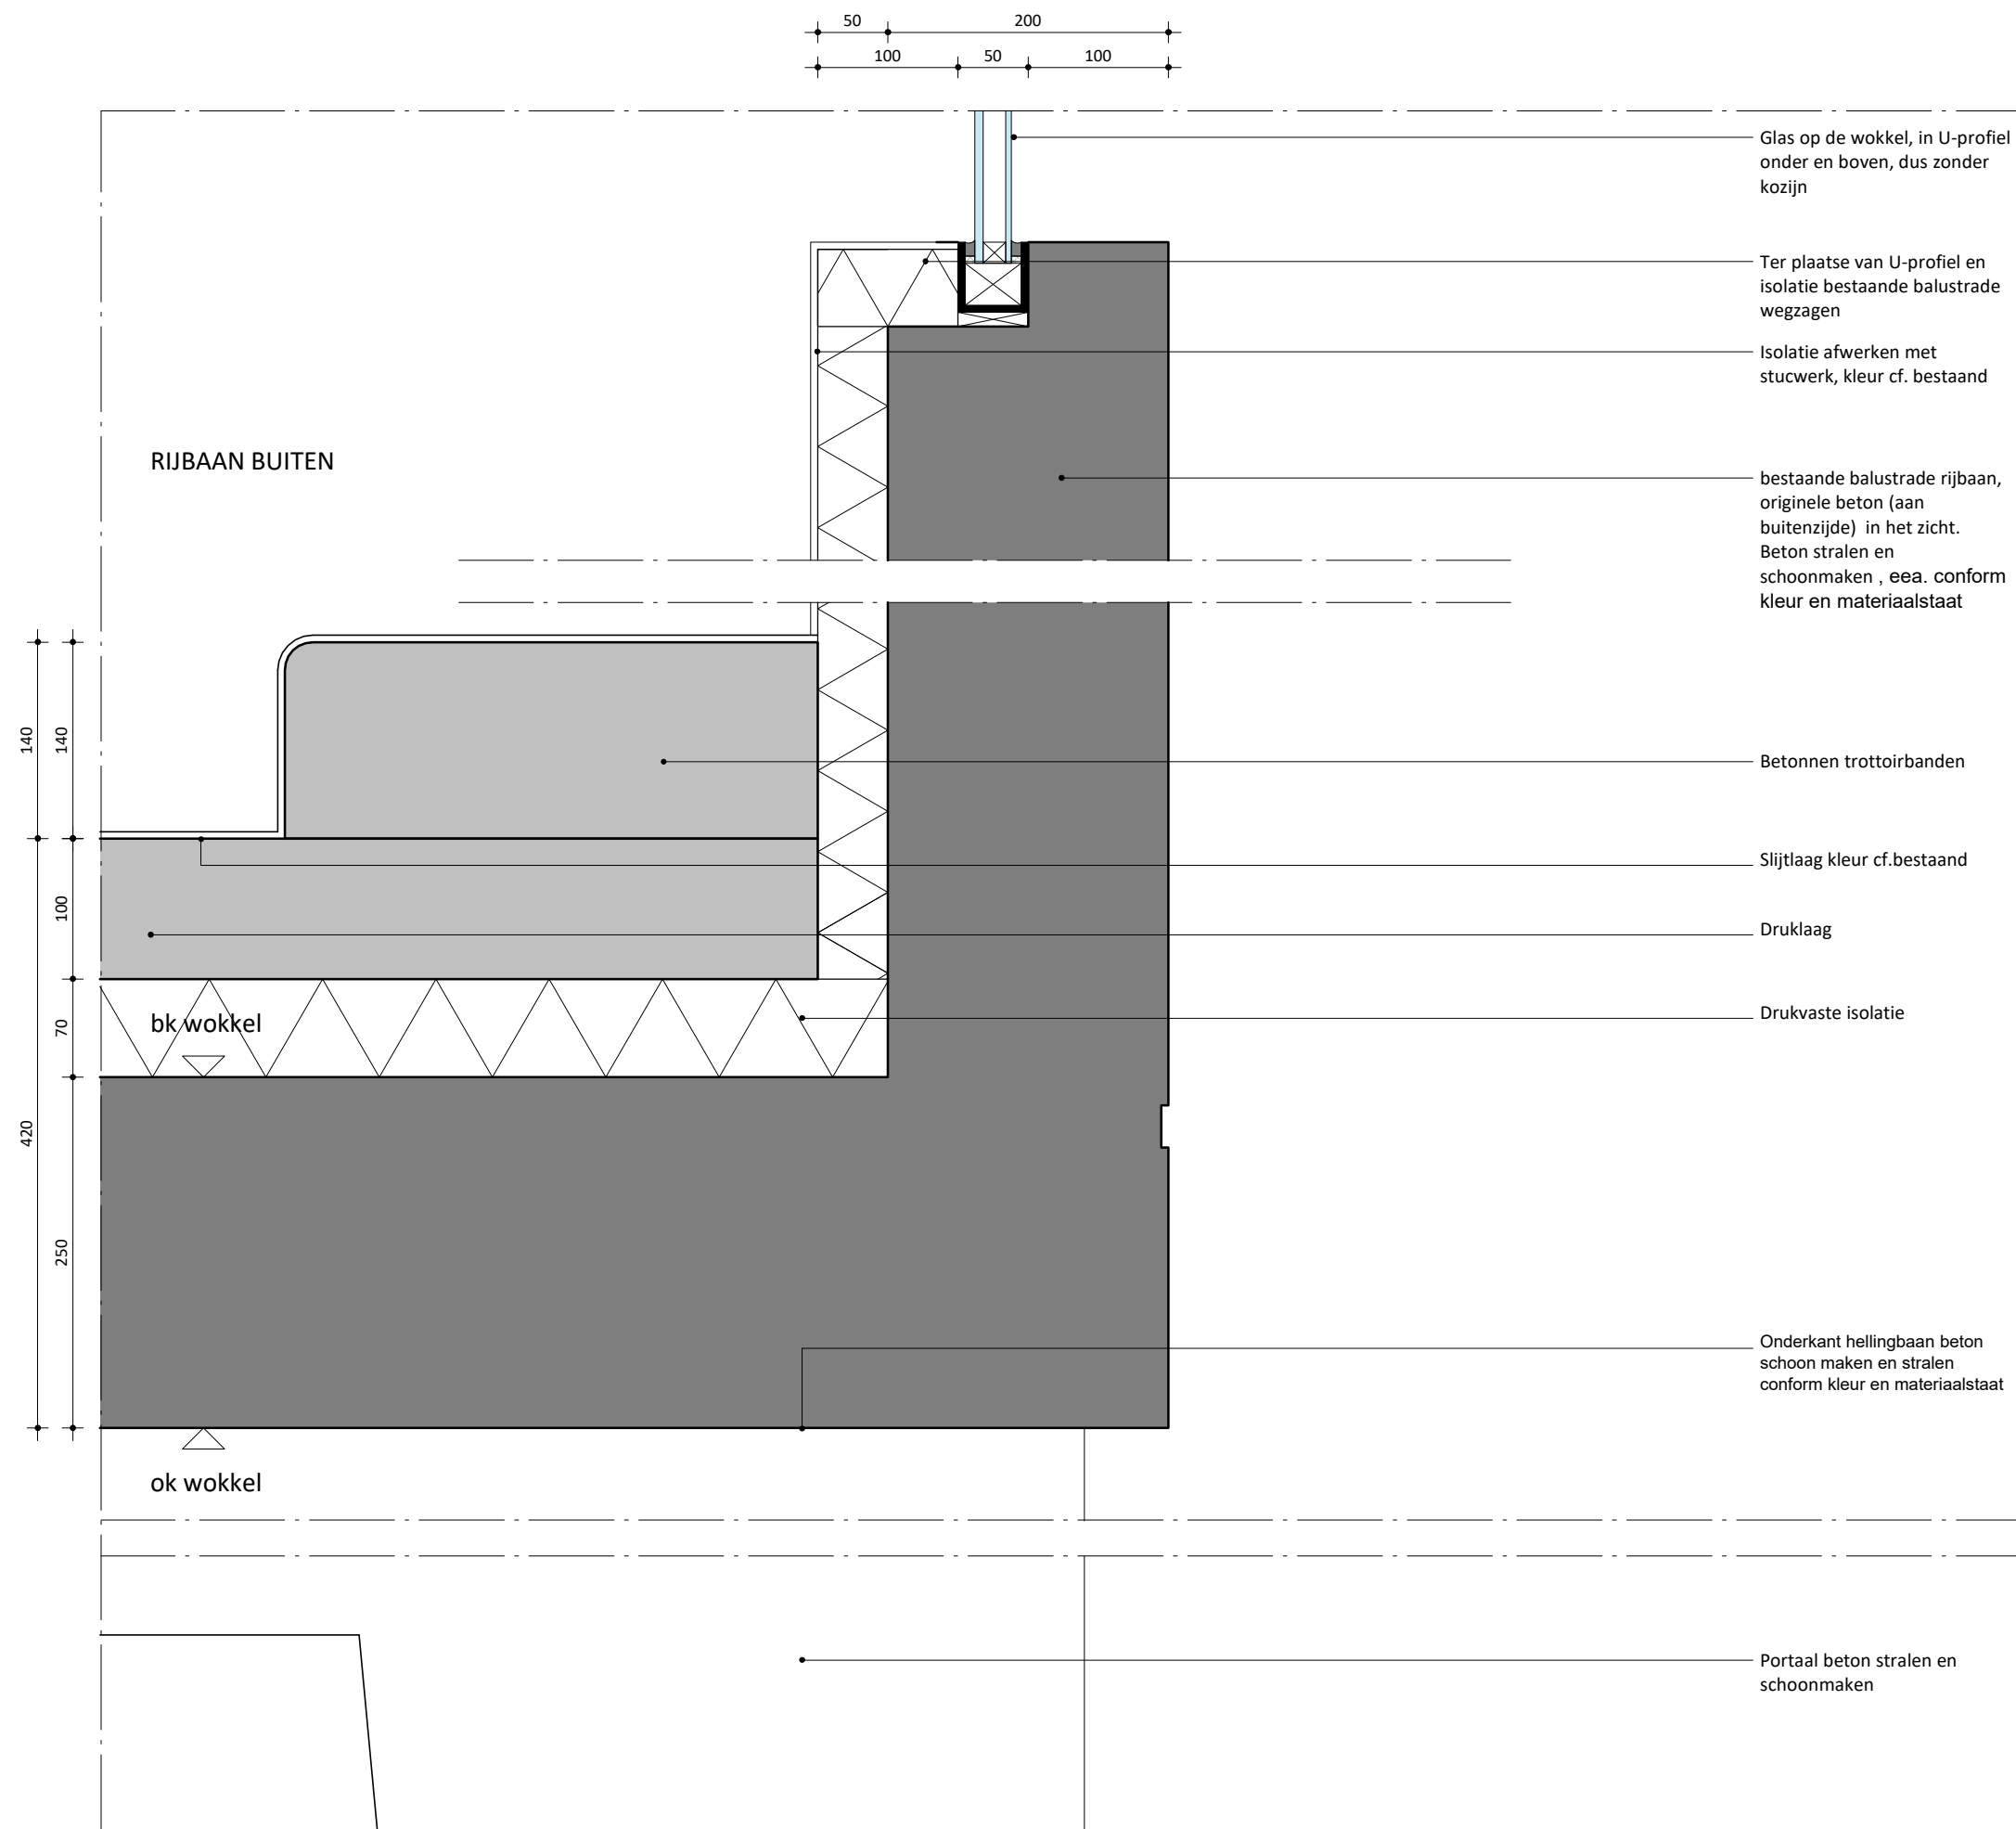 50 200
100 50 100
Glas op de wokkel, in U-profiel
onder en boven, dus zonder
kozijn
Ter plaatse van U-profiel en
isolatie bestaande balustrade
wegzagen
Isolatie afwerken met
stucwerk, kleur cf. bestaand
RIJBAAN BUITEN
bestaande balustrade rijbaan,
originele beton (aan
buitenzijde) in het zicht.
Beton stralen en
schoonmaken , eea. conform
kleur en materiaalstaat
140 140
Betonnen trottoirbanden
Slijtlaag kleur cf.bestaand
100
Druklaag
Drukvaste isolatie
bk wokkel
70
420
250
Onderkant hellingbaan beton
schoon maken en stralen
conform kleur en materiaalstaat
ok wokkel
Portaal beton stralen en
schoonmaken